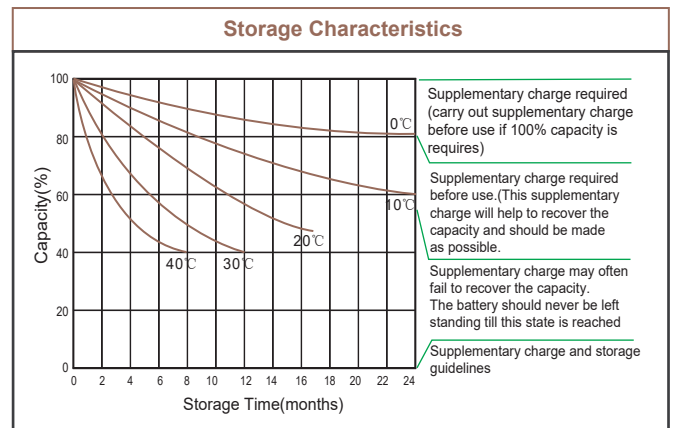 Storage Characteristics
100
80
60
40
20
0
Capacity(%)
0℃
10℃
20℃
30℃
40℃
0 2 4 6 8 10 12 14 16 18 20 22 24
Storage Time(months)
Supplementary charge required
(carry out supplementary charge
before use if 100% capacity is
requires)
Supplementary charge required
before use.(This supplementary
charge will help to recover the
capacity and should be made
as possible.
Supplementary charge may often
fail to recover the capacity.
The battery should never be left
standing till this state is reached
Supplementary charge and storage
guidelines